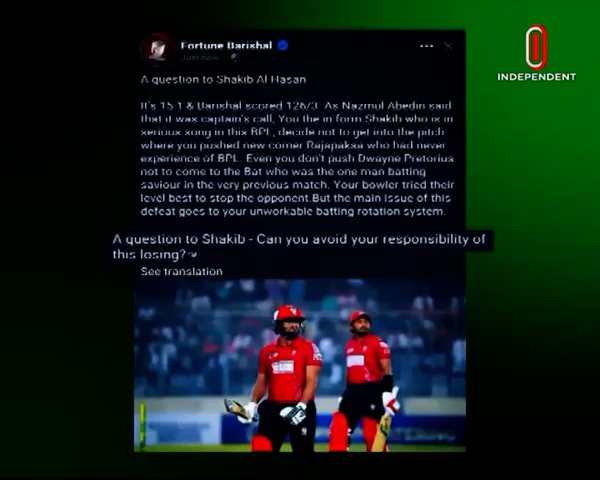 Fortune Barishal
Just now
INDEPENDENT
A question to Shakib Al Hasan
It's 15.1 & Barishal scored 126/3. As Nazmul Abedin said
that it was captain's call, You the in form Shakib who is in
serious xong in this BPL, decide not to get into the pitch
where you pushed new comer Rajapaksa who had never
experience of BPL. Even you don't push Dwayne Pretorius
not to come to the Bat who was the one man batting
saviour in the very previous match. Your bowler tried their
level best to stop the opponent.But the main issue of this
defeat goes to your unworkable batting rotation system.
A question to Shakib - Can you avoid your responsibility of
this losing?
See translation